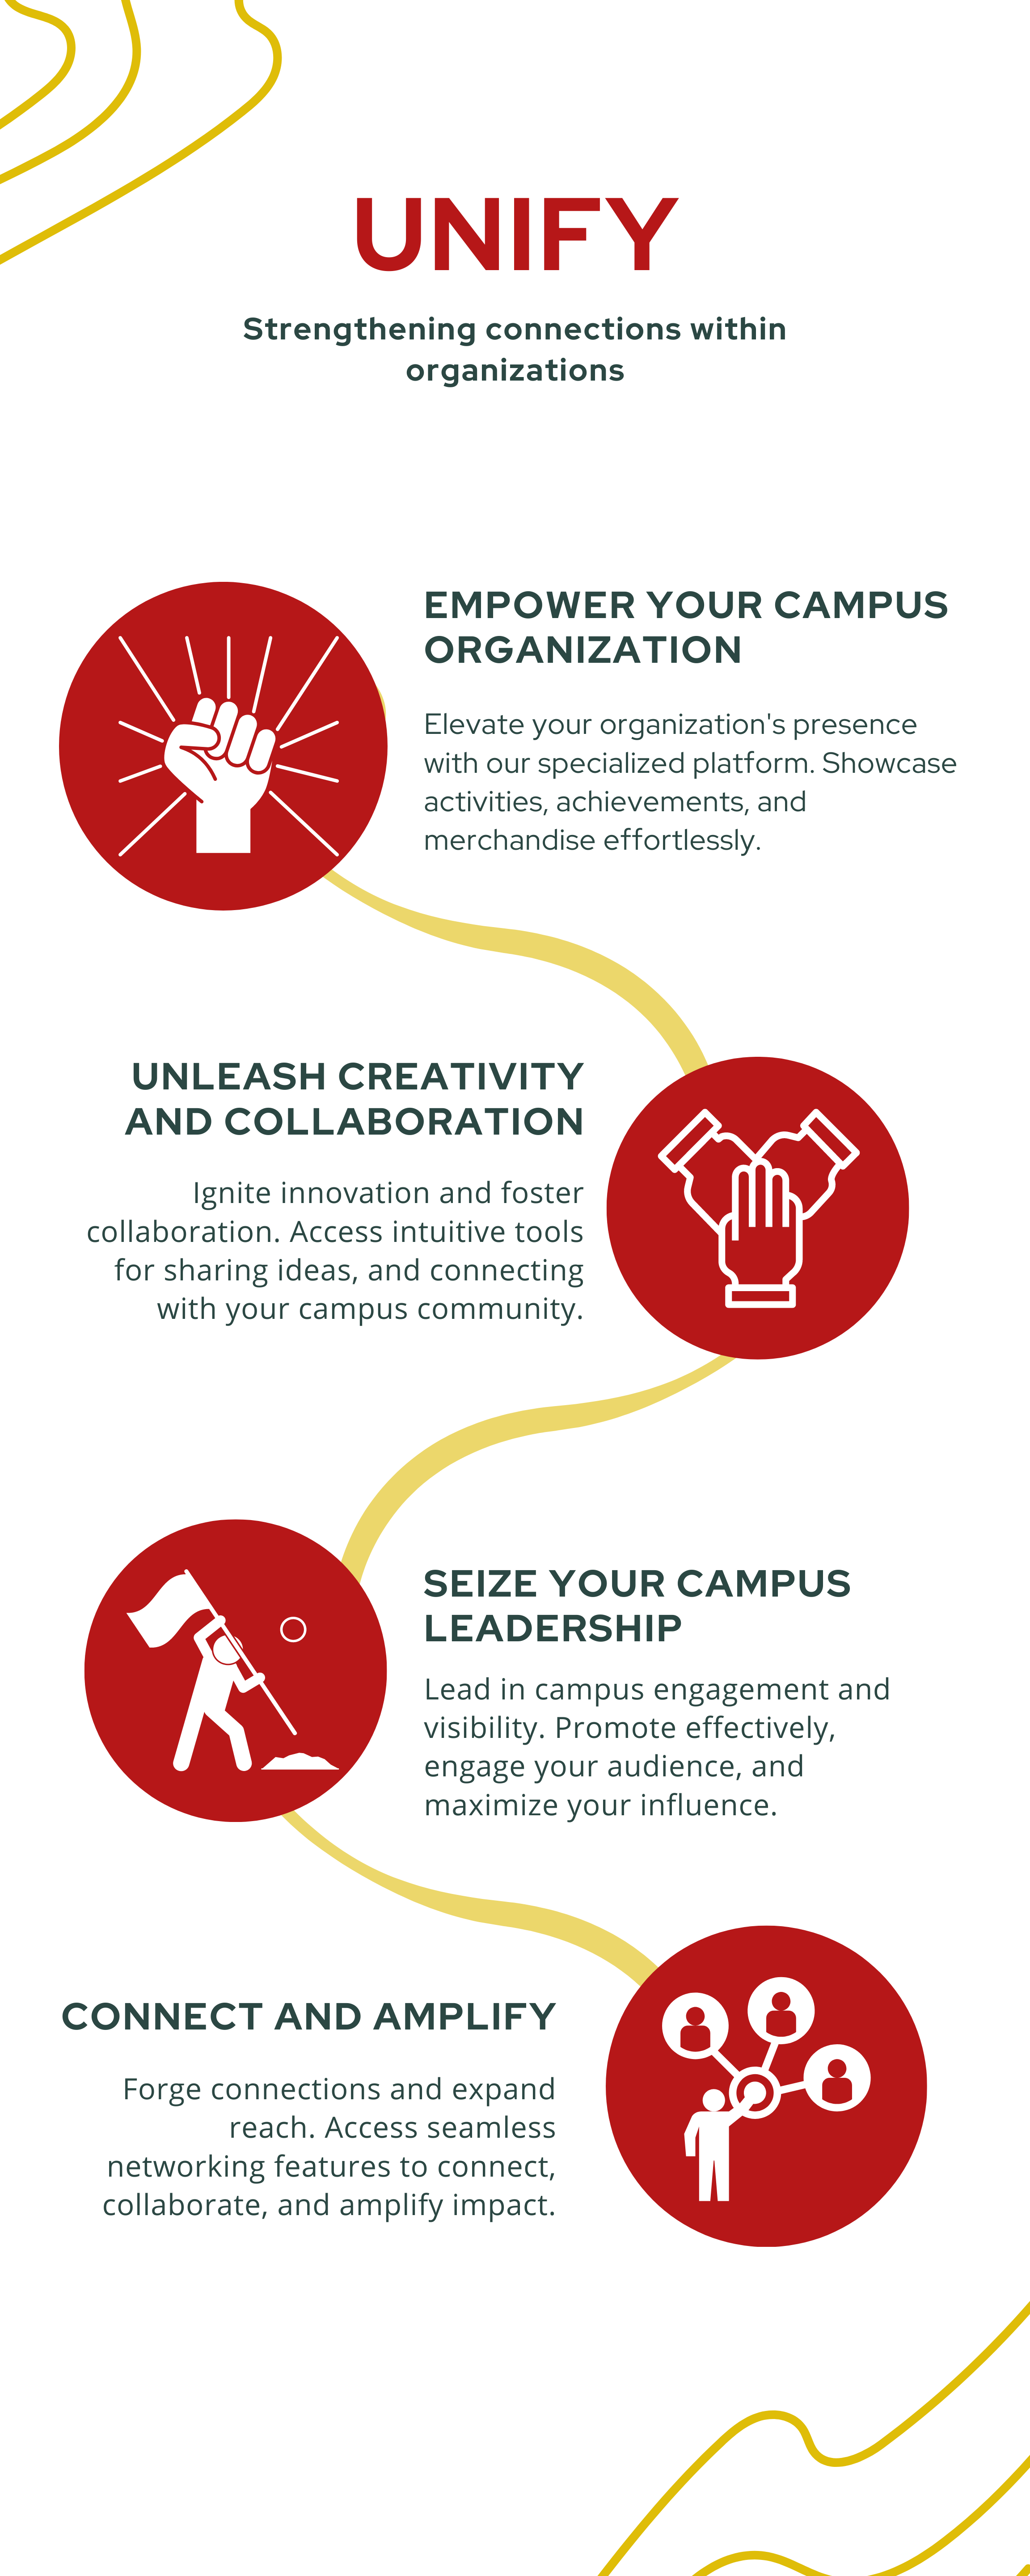 UNIFY
Strengthening connections within
organizations
EMPOWER YOUR CAMPUS
ORGANIZATION
Elevate your organization's presence
with our specialized platform. Showcase
activities, achievements, and
merchandise effortlessly.
UNLEASH CREATIVITY
AND COLLABORATION
Ignite innovation and foster
collaboration. Access intuitive tools
for sharing ideas, and connecting
with your campus community.
SEIZE YOUR CAMPUS
LEADERSHIP
Lead in campus engagement and
visibility. Promote effectively,
engage your audience, and
maximize your influence.
CONNECT AND AMPLIFY
Forge connections and expand
reach. Access seamless
networking features to connect,
collaborate, and amplify impact.